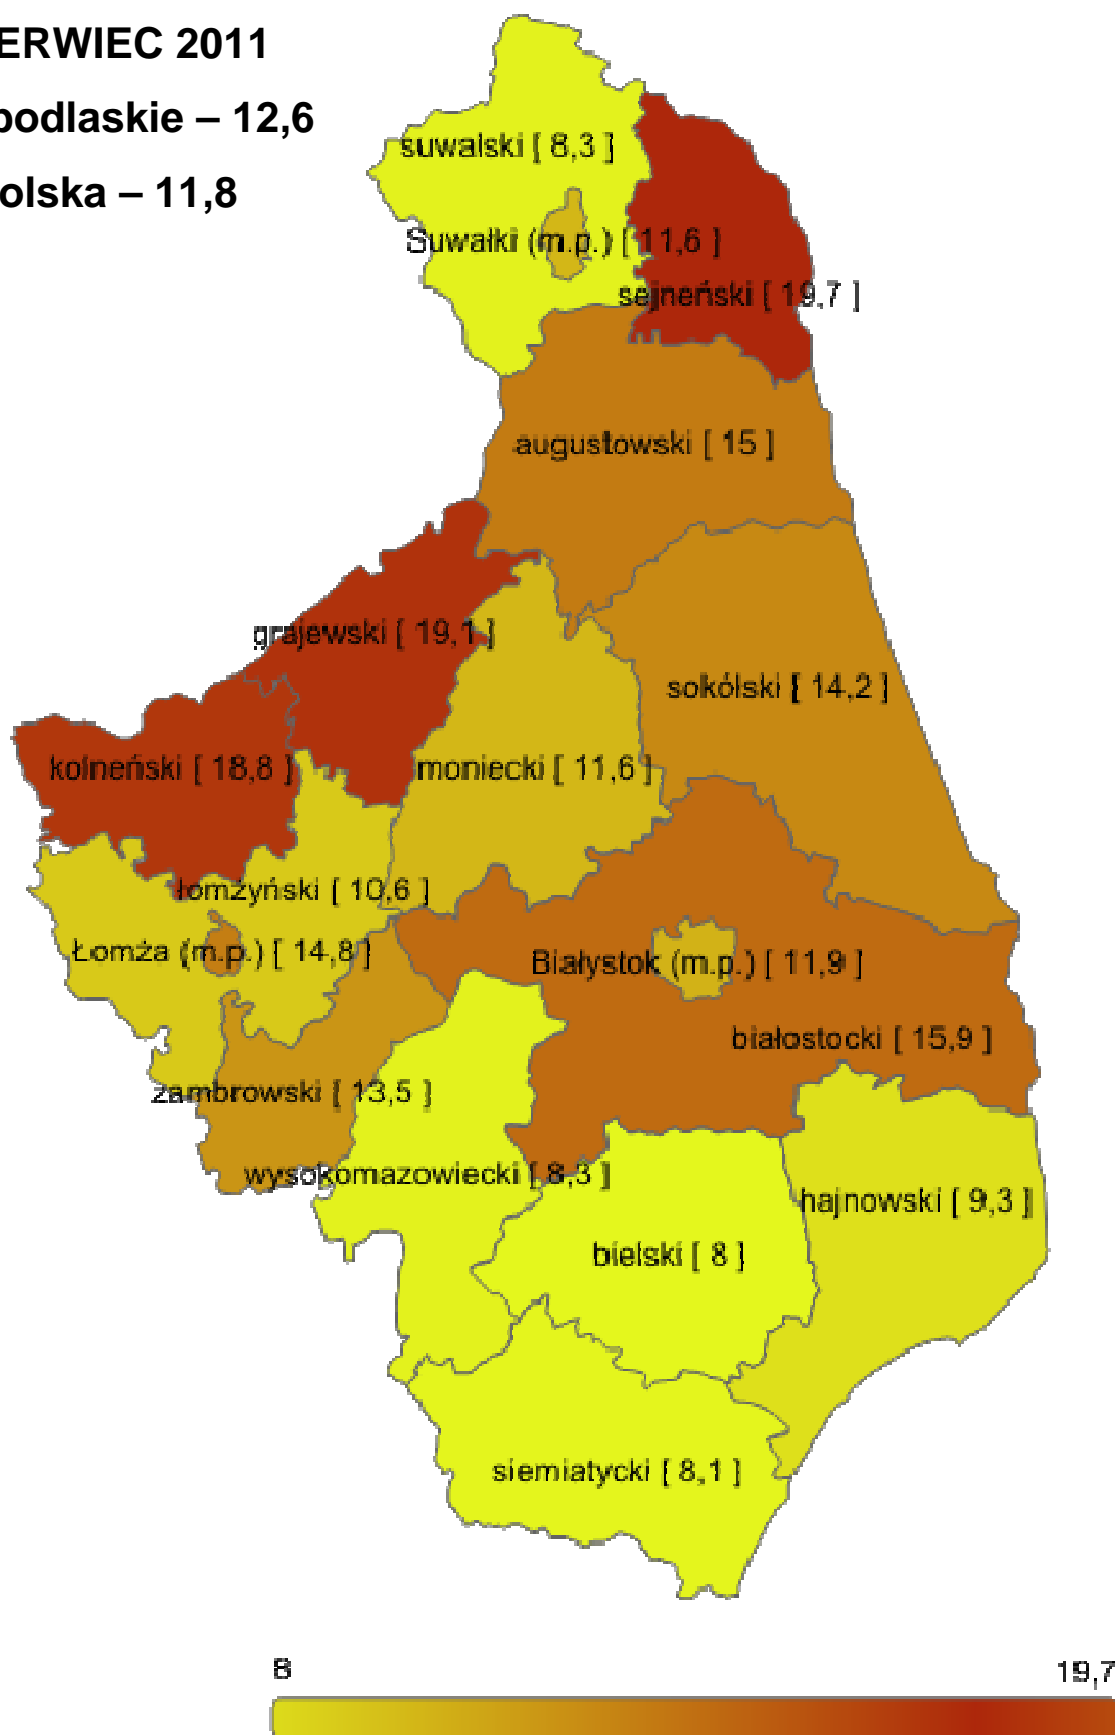 ERWIEC 2011
podlaskie – 12,6
olska – 11,8
suwalski [ 8,3 ]
Suwałki (m.p.) [ 11,6 ]
sejneński [ 19,7 ]
augustowski [ 15 ]
grajewski [ 19,1 ]
sokólski [ 14,2 ]
kolneński [ 18,8 ]
moniecki [ 11,6 ]
łomżyński [ 10,6 ]
Łomża (m.p.) [ 14,8 ]
Białystok (m.p.) [ 11,9 ]
białostocki [ 15,9 ]
zambrowski [ 13,5 ]
wysokomazowiecki [ 8,3 ]
hajnowski [ 9,3 ]
bielski [ 8 ]
siemiatycki [ 8,1 ]
8
19,7